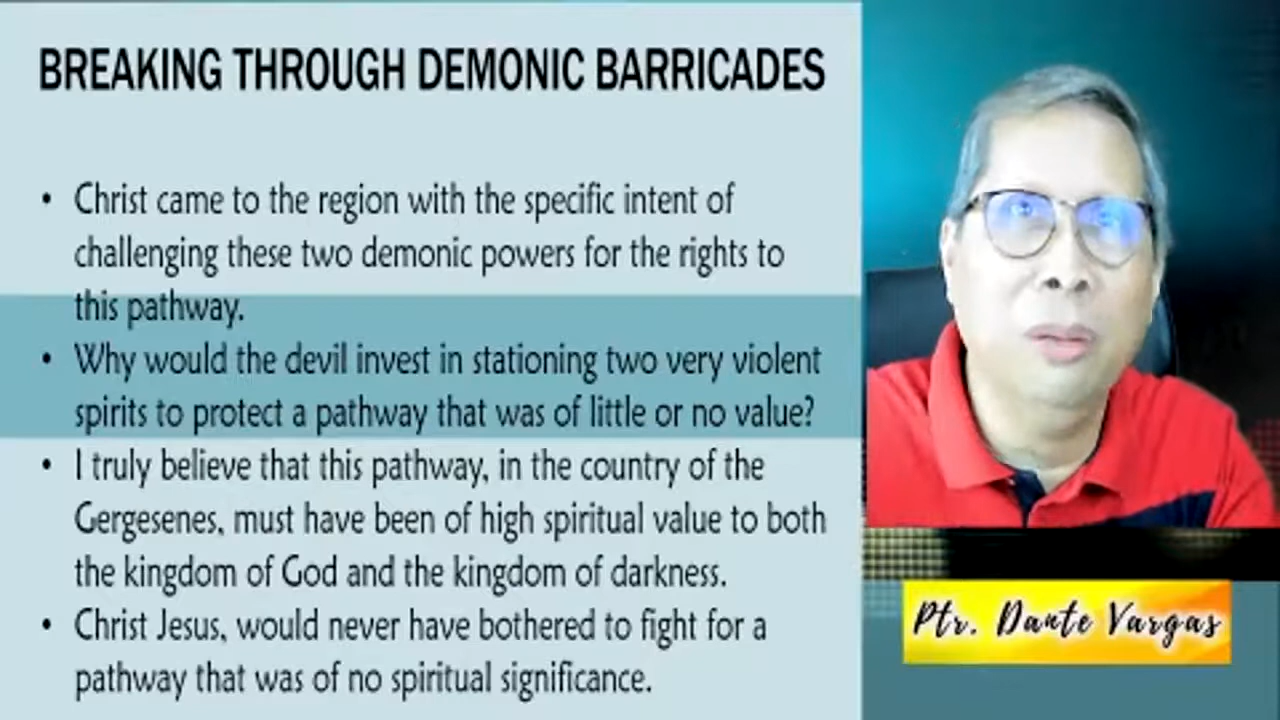 BREAKING THROUGH DEMONIC BARRICADES
• Christ came to the region with the specific intent of
challenging these two demonic powers for the rights to
this pathway.
• Why would the devil invest in stationing two very violent
spirits to protect a pathway that was of little or no value?
• I truly believe that this pathway, in the country of the
Gergesenes, must have been of high spiritual value to both
the kingdom of God and the kingdom of darkness.
• Christ Jesus, would never have bothered to fight for a
pathway that was of no spiritual significance.
Ptr. Dante Vargas